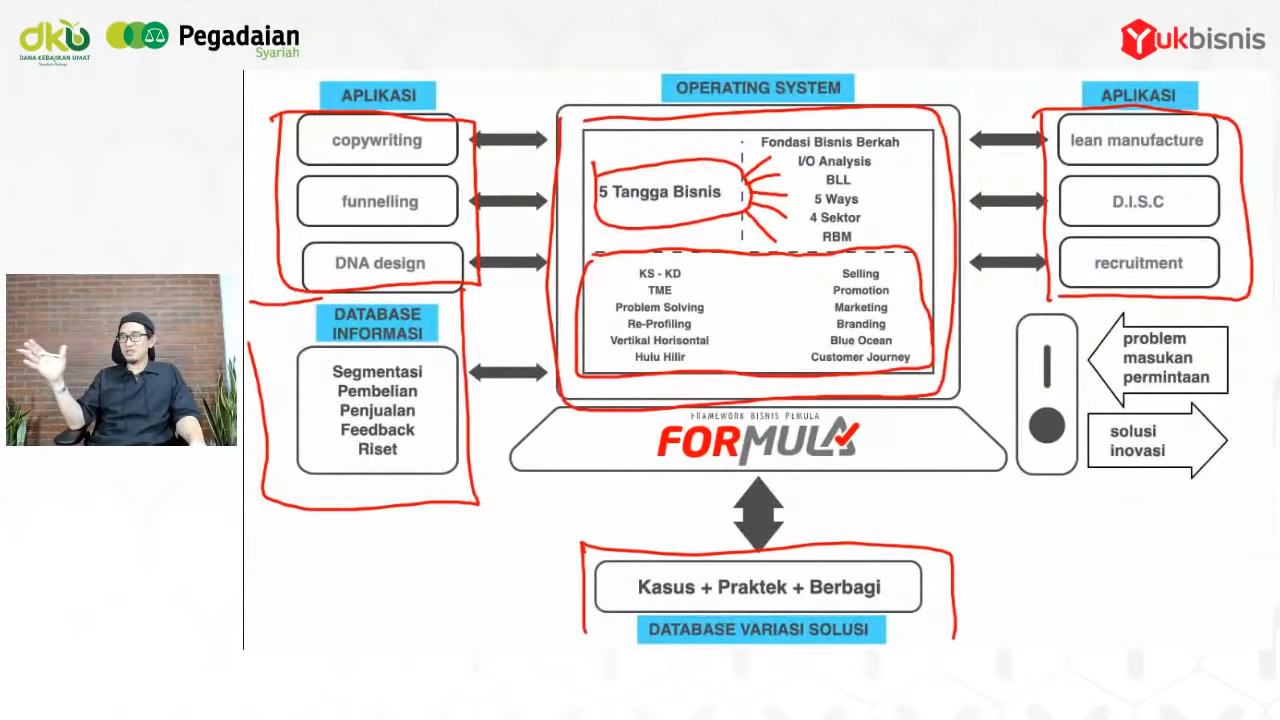 dku
DANA KEBAJIKAN UMAT
Pegadaian
Syariah
Yukbisnis
APLIKASI
copywriting
funnelling
DNA design
DATABASE
INFORMASI
Segmentasi
Pembelian
Penjualan
Feedback
Riset
OPERATING SYSTEM
5 Tangga Bisnis
Fondasi Bisnis Berkah
I/O Analysis
BLL
5 Ways
4 Sektor
RBM
KS - KD
TME
Problem Solving
Re-Profiling
Vertikal Horisontal
Hulu Hilir
Selling
Promotion
Marketing
Branding
Blue Ocean
Customer Journey
FRAMEWORK BISNIS PEMULA
FORMULA
APLIKASI
lean manufacture
D.I.S.C
recruitment
problem
masukan
permintaan
solusi
inovasi
Kasus + Praktek + Berbagi
DATABASE VARIASI SOLUSI